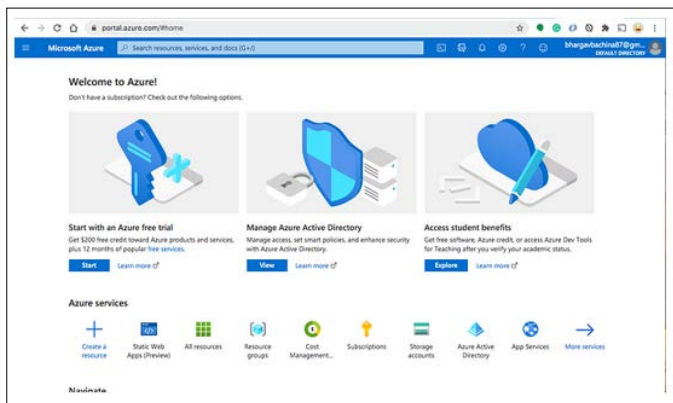 portal.azure.com/#home
Microsoft Azure
Search resources, services, and docs (G+/)
bhargavbachina87@gm...
DEFAULT DIRECTORY
Welcome to Azure!
Don't have a subscription? Check out the following options.
Start with an Azure free trial
Get $200 free credit toward Azure products and services,
plus 12 months of popular free services.
Start
Learn more
Manage Azure Active Directory
Manage access, set smart policies, and enhance security
with Azure Active Directory.
View
Learn more
Access student benefits
Get free software, Azure credit, or access Azure Dev Tools
for Teaching after you verify your academic status.
Explore
Learn more
Azure services
Create a
resource
Static Web
Apps (Preview)
All resources
Resource
groups
Cost
Management...
Subscriptions
Storage
accounts
Azure Active
Directory
App Services
More services
Navigate